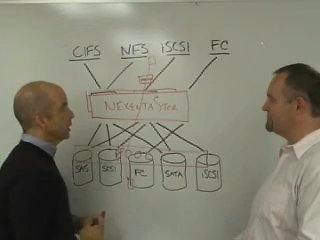 CIFS NFS iSCSI FC
NEXENTASTOR
SAS SCSI FC SATA iSCSI